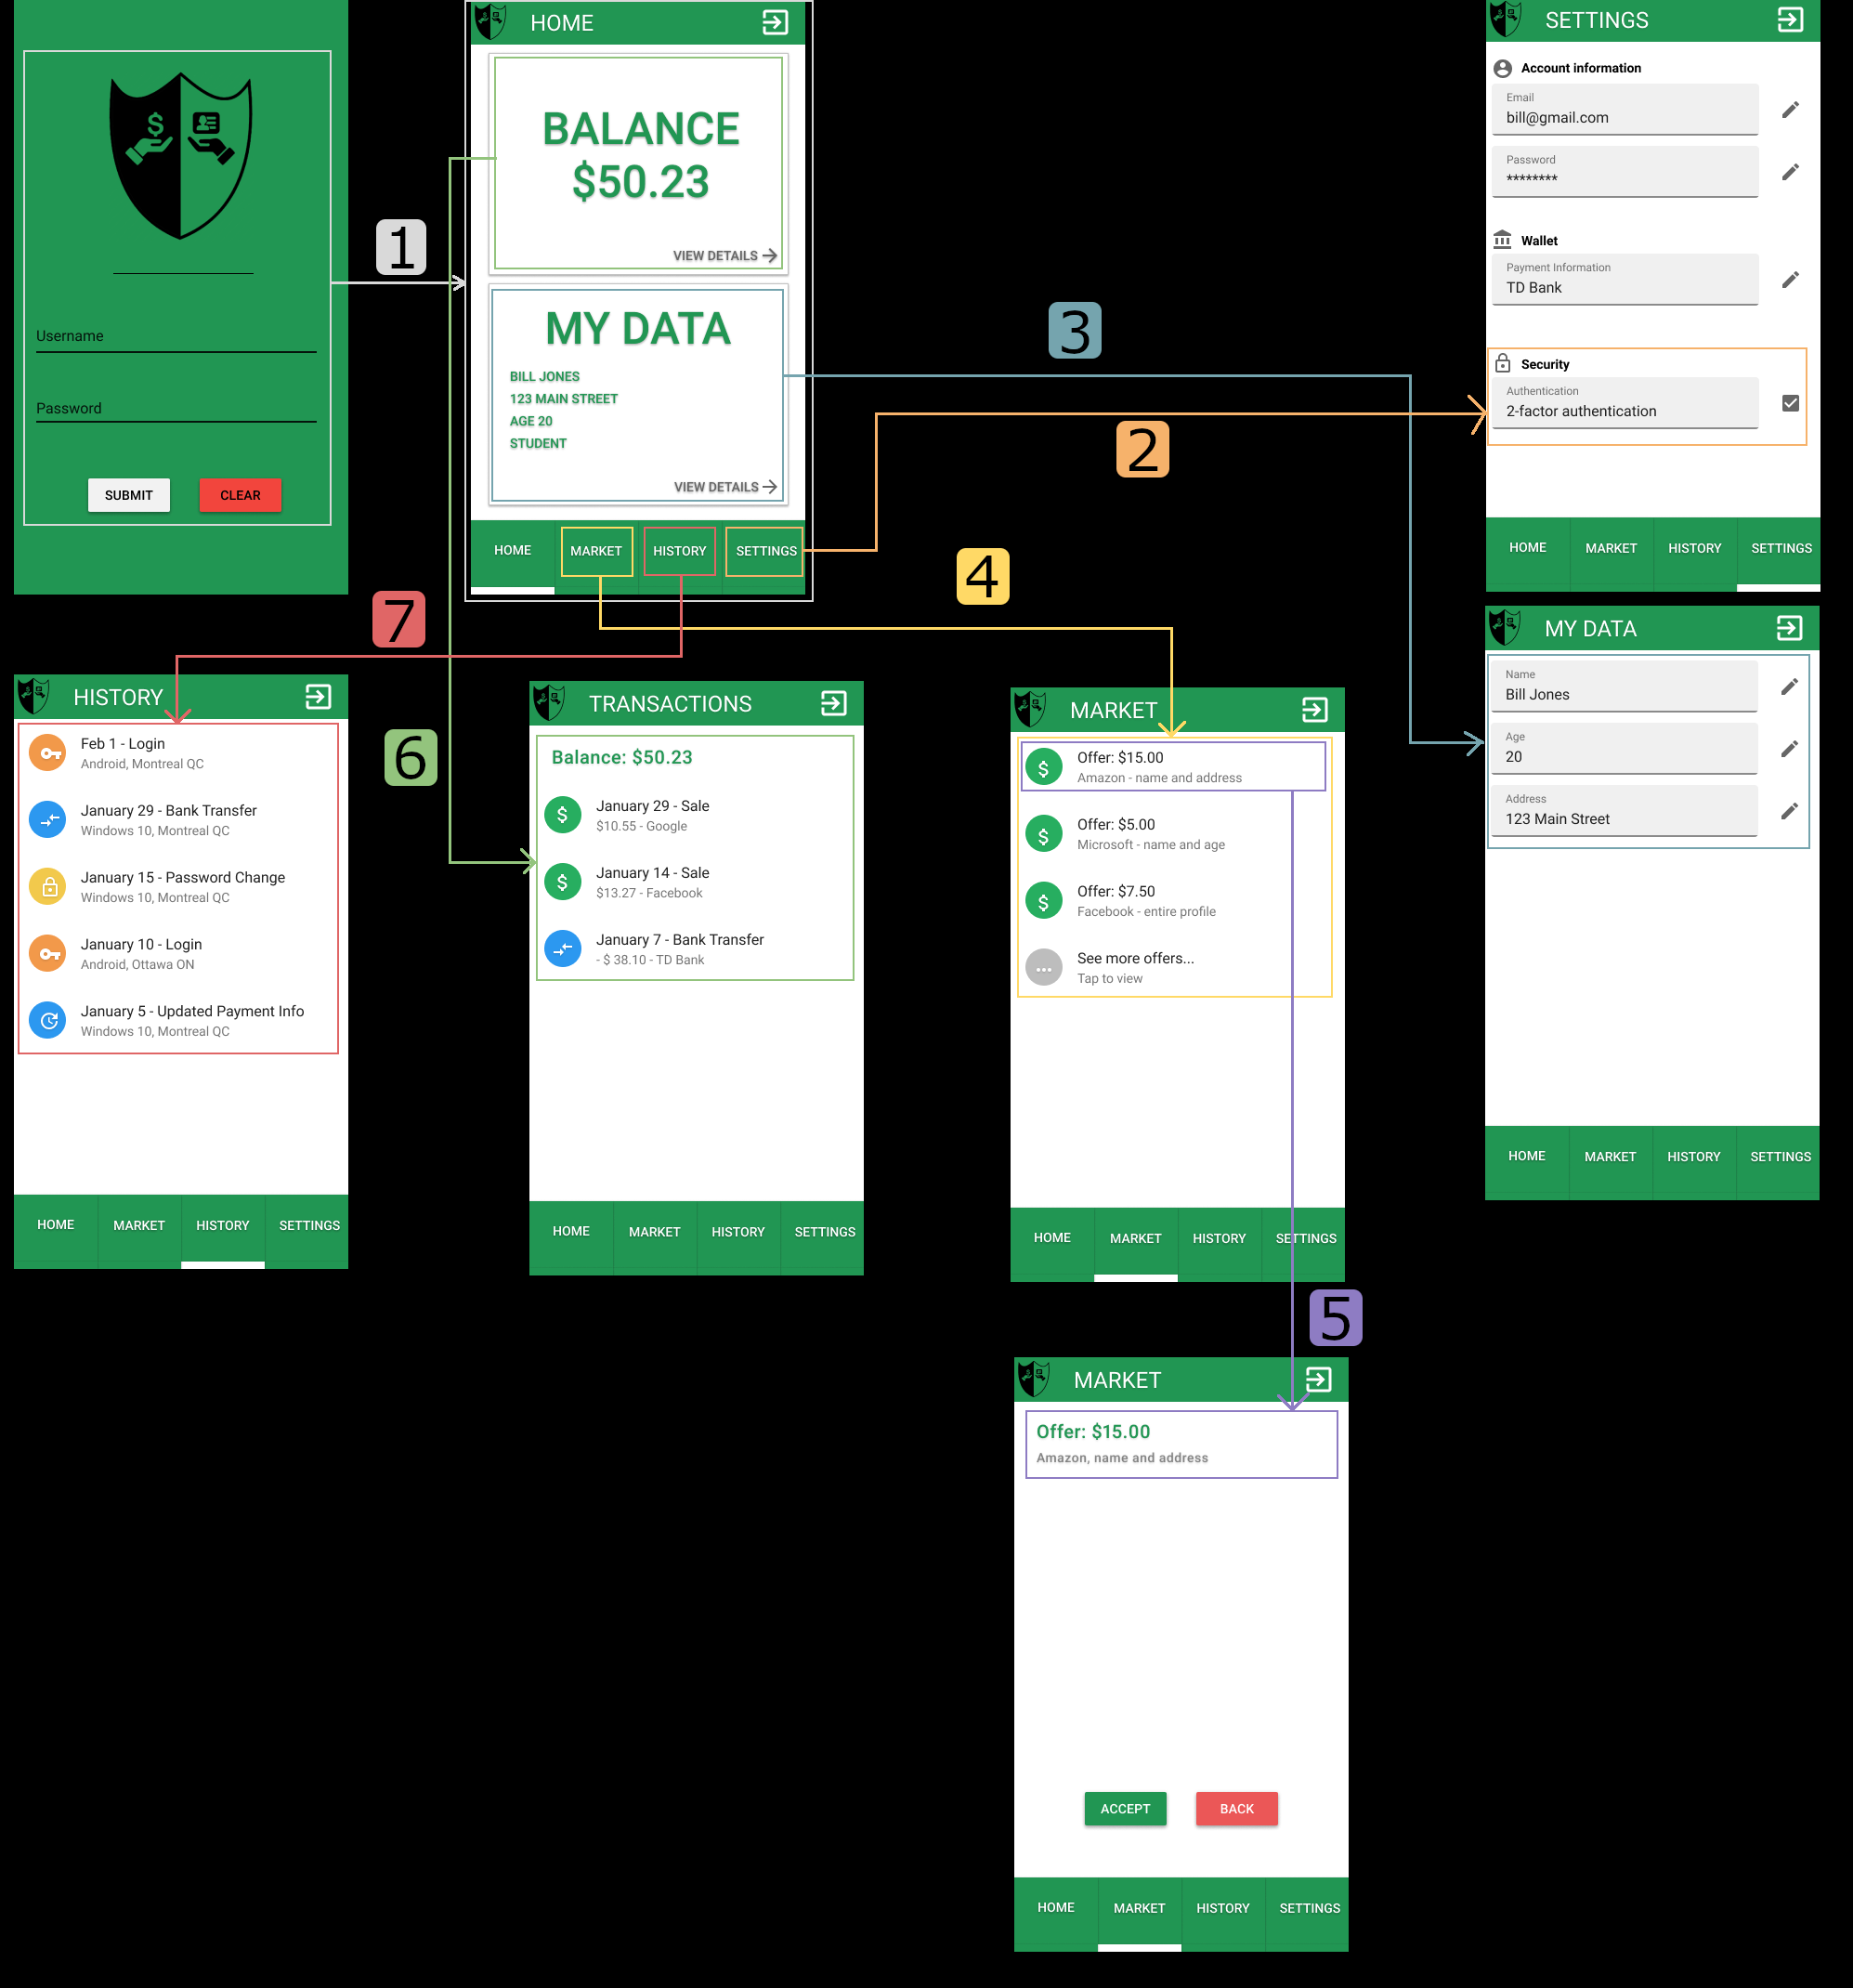 Username
Password
SUBMIT
CLEAR
1
HOME
BALANCE
$50.23
VIEW DETAILS
MY DATA
BILL JONES
123 MAIN STREET
AGE 20
STUDENT
VIEW DETAILS
HOME MARKET HISTORY SETTINGS
3
2
4
SETTINGS
Account information
Email
bill@gmail.com
Password
********
Wallet
Payment Information
TD Bank
Security
Authentication
2-factor authentication
HOME MARKET HISTORY SETTINGS
MY DATA
Name
Bill Jones
Age
20
Address
123 Main Street
HOME MARKET HISTORY SETTINGS
7
HISTORY
Feb 1 - Login
Android, Montreal QC
January 29 - Bank Transfer
Windows 10, Montreal QC
January 15 - Password Change
Windows 10, Montreal QC
January 10 - Login
Android, Ottawa ON
January 5 - Updated Payment Info
Windows 10, Montreal QC
HOME MARKET HISTORY SETTINGS
6
TRANSACTIONS
Balance: $50.23
$
January 29 - Sale
$10.55 - Google
$
January 14 - Sale
$13.27 - Facebook
January 7 - Bank Transfer
- $ 38.10 - TD Bank
HOME MARKET HISTORY SETTINGS
MARKET
$
Offer: $15.00
Amazon - name and address
$
Offer: $5.00
Microsoft - name and age
$
Offer: $7.50
Facebook - entire profile
...
See more offers...
Tap to view
HOME MARKET HISTORY SETTINGS
5
MARKET
Offer: $15.00
Amazon, name and address
ACCEPT
BACK
HOME MARKET HISTORY SETTINGS